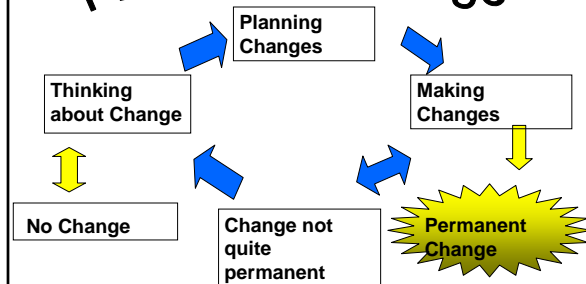 Planning
Changes
Thinking
about Change
Making
Changes
No Change
Change not
quite
permanent
Permanent
Change